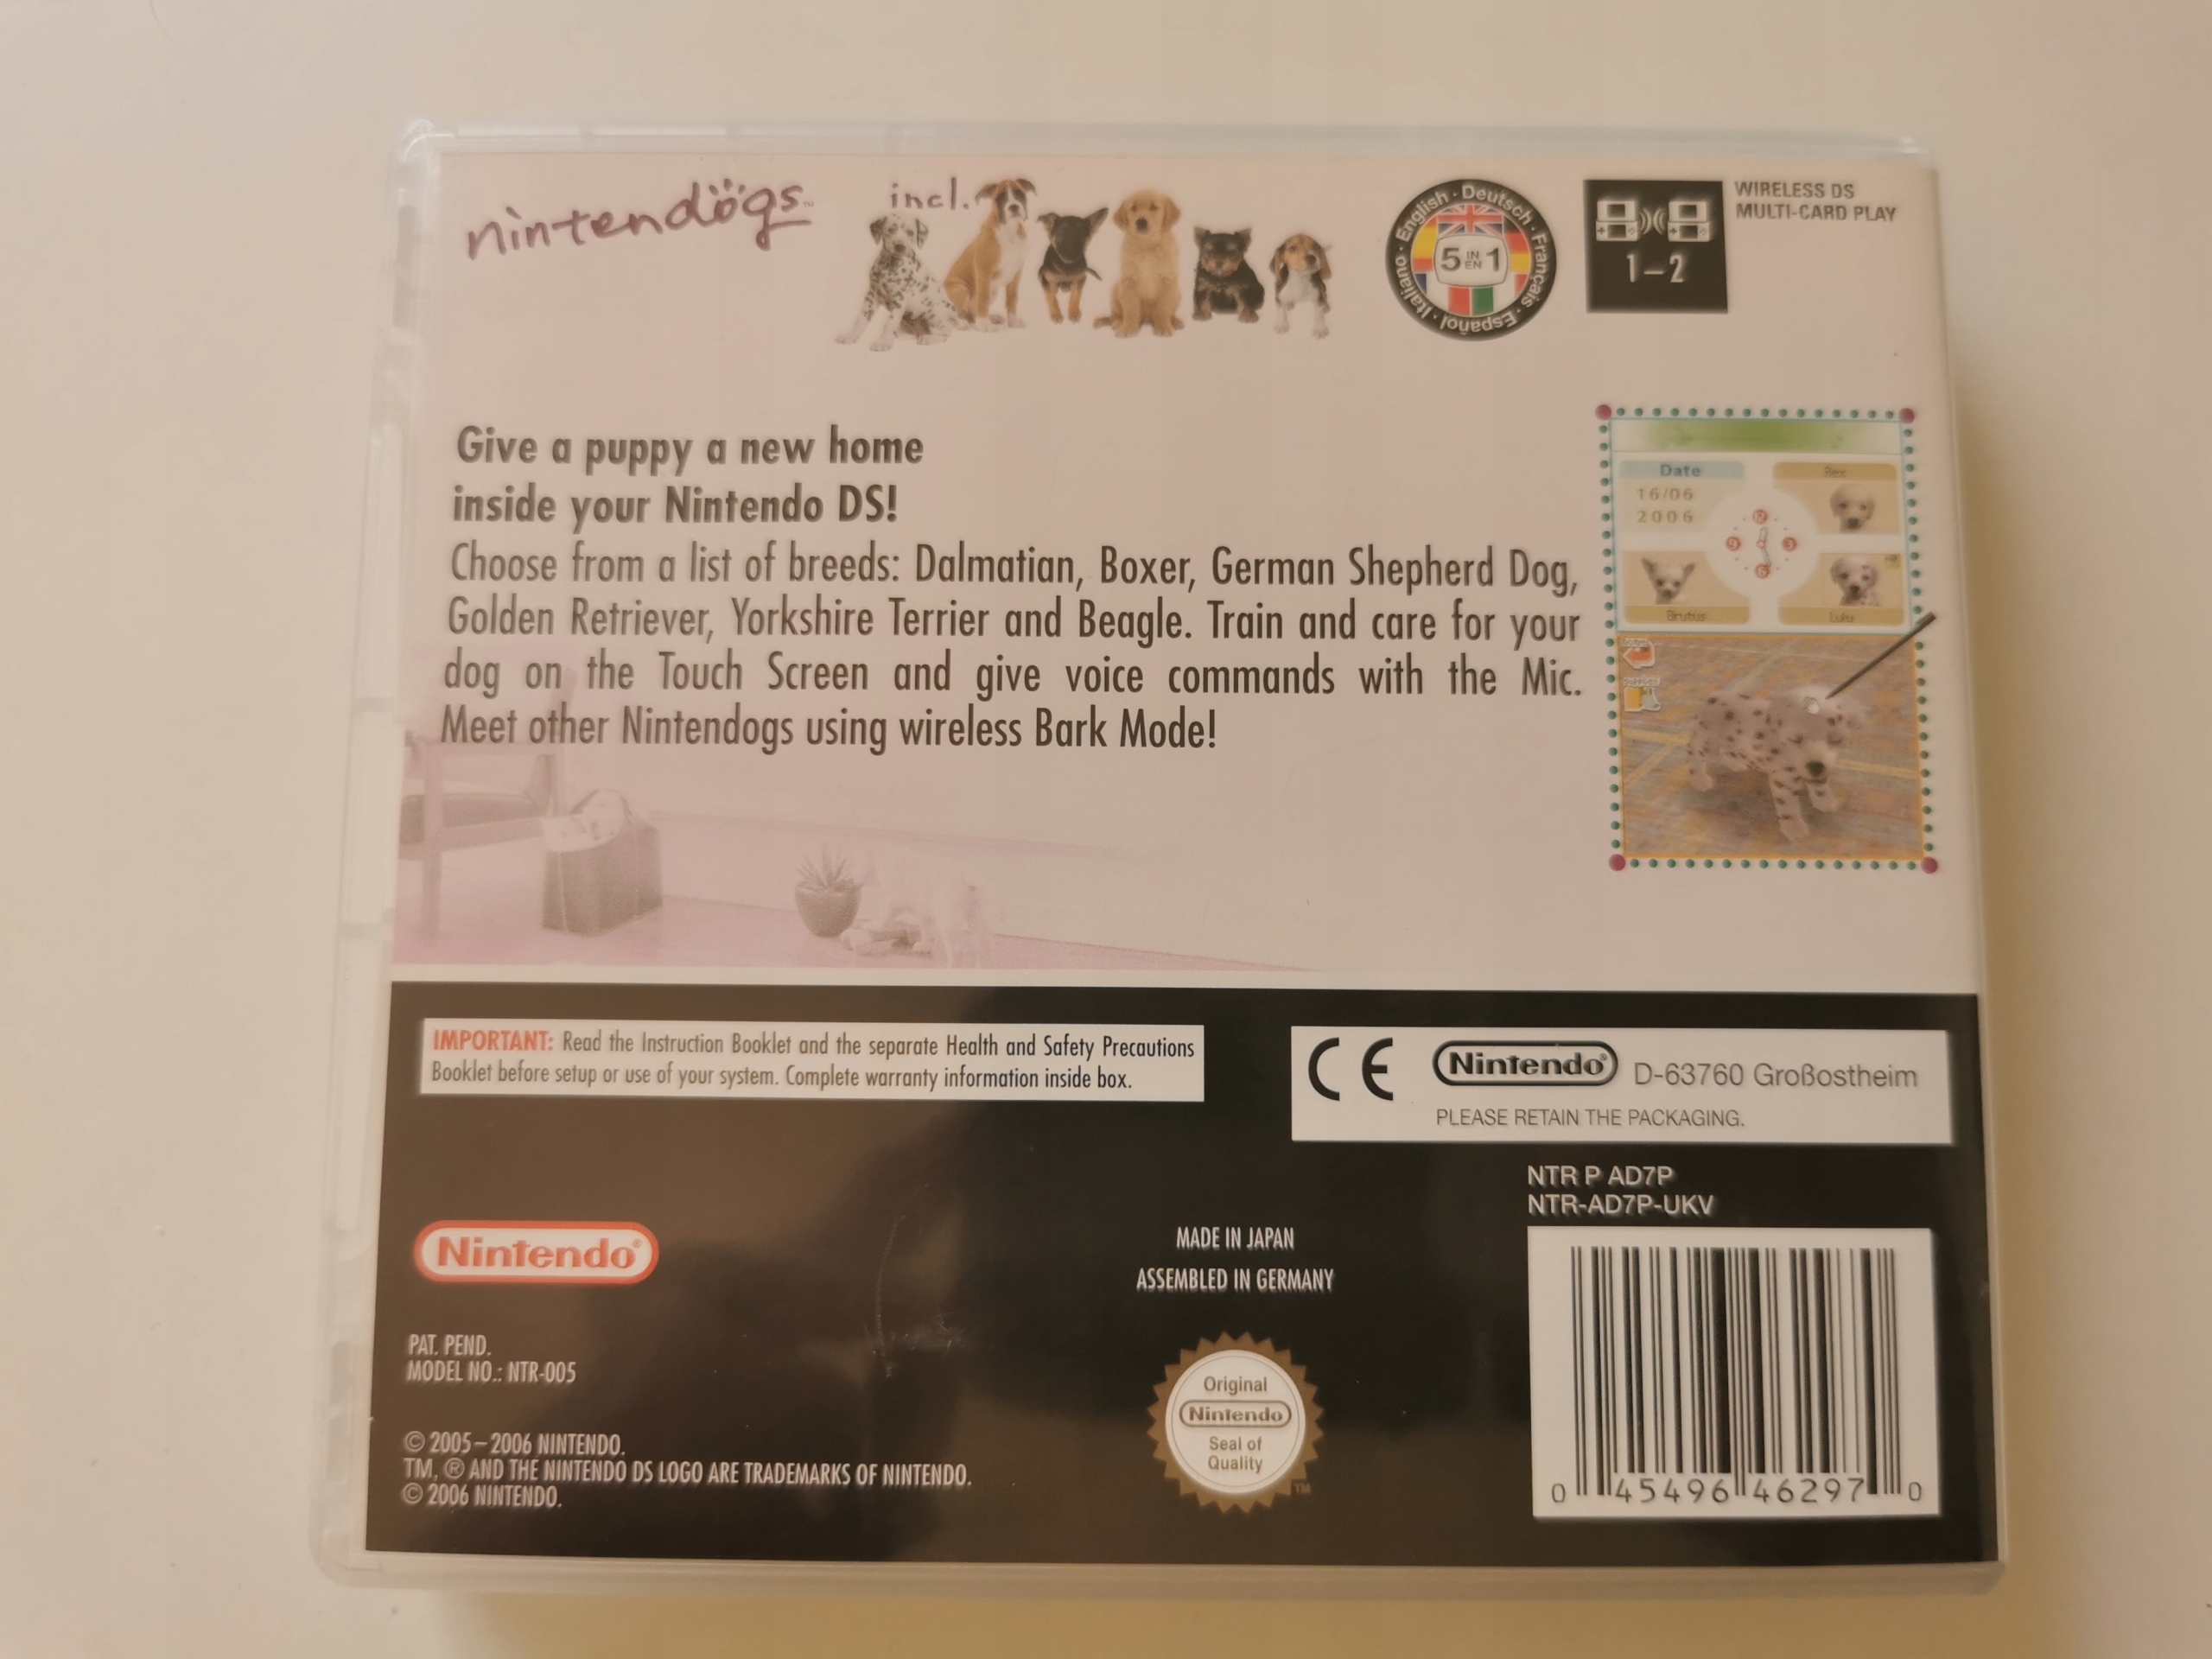 nintendogs™
incl.
English · Deutsch · Français · Español · Italiano ·
5 IN EN 1
1–2
WIRELESS DS
MULTI-CARD PLAY
Give a puppy a new home
inside your Nintendo DS!
Choose from a list of breeds: Dalmatian, Boxer, German Shepherd Dog,
Golden Retriever, Yorkshire Terrier and Beagle. Train and care for your
dog on the Touch Screen and give voice commands with the Mic.
Meet other Nintendogs using wireless Bark Mode!
Date
16/06
2006
Rex
Brutus
Lulu
IMPORTANT: Read the Instruction Booklet and the separate Health and Safety Precautions
Booklet before setup or use of your system. Complete warranty information inside box.
CE Nintendo® D-63760 Großostheim
PLEASE RETAIN THE PACKAGING.
NTR P AD7P
NTR-AD7P-UKV
Nintendo®
MADE IN JAPAN
ASSEMBLED IN GERMANY
PAT. PEND.
MODEL NO.: NTR-005
© 2005–2006 NINTENDO.
TM, ® AND THE NINTENDO DS LOGO ARE TRADEMARKS OF NINTENDO.
© 2006 NINTENDO.
Original
Nintendo
Seal of
Quality
TM
0 45496 46297 0